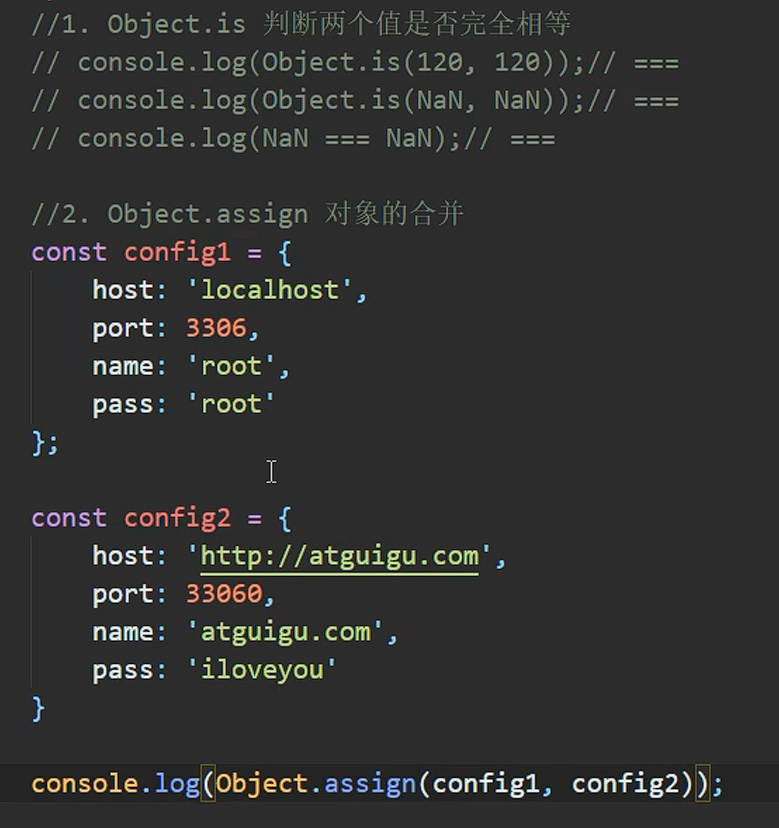 //1. Object.is 判断两个值是否完全相等
// console.log(Object.is(120, 120));// ===
// console.log(Object.is(NaN, NaN));// ===
// console.log(NaN === NaN);// ===
//2. Object.assign 对象的合并
const config1 = {
host: 'localhost',
port: 3306,
name: 'root',
pass: 'root'
};
const config2 = {
host: 'http://atguigu.com',
port: 33060,
name: 'atguigu.com',
pass: 'iloveyou'
}
console.log(Object.assign(config1, config2));